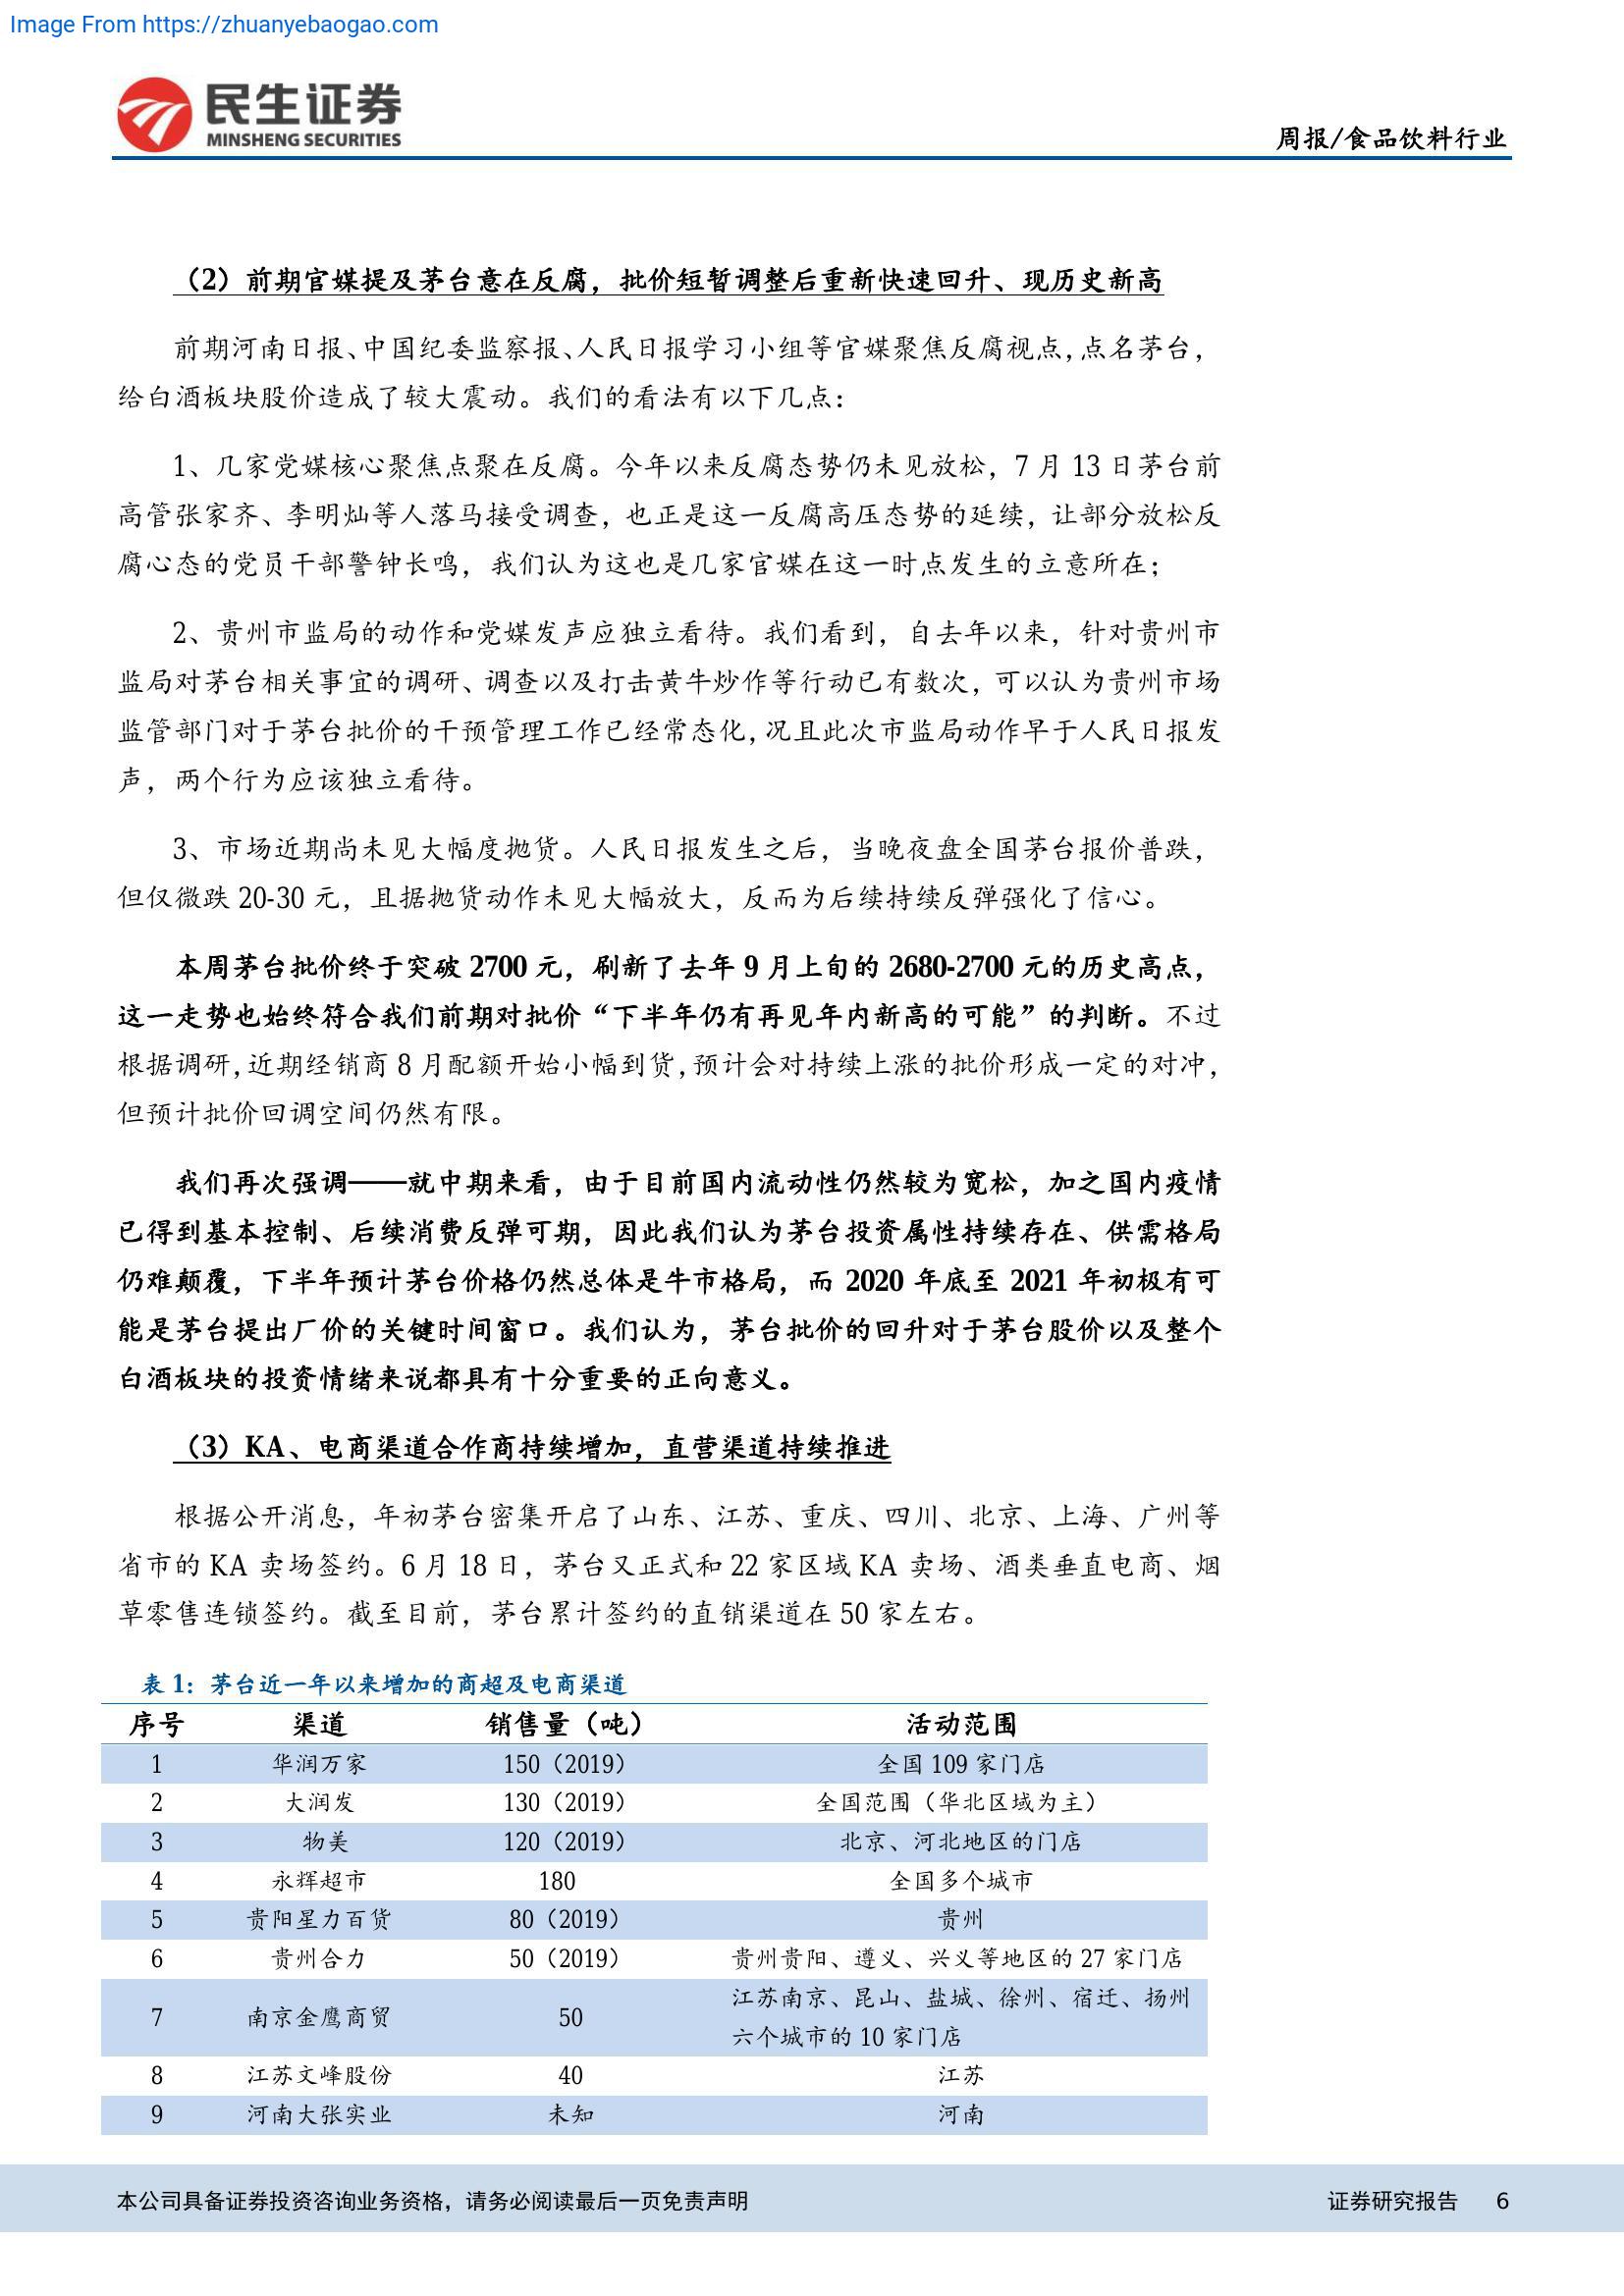 Image From https://zhuanyebaogao.com
民生证券
MINSHENG SECURITIES
周报/食品饮料行业
（2）前期官媒提及茅台意在反腐，批价短暂调整后重新快速回升、现历史新高
前期河南日报、中国纪委监察报、人民日报学习小组等官媒聚焦反腐视点，点名茅台，
给白酒板块股价造成了较大震动。我们的看法有以下几点：
1、几家党媒核心聚焦点聚在反腐。今年以来反腐态势仍未见放松，7 月 13 日茅台前
高管张家齐、李明灿等人落马接受调查，也正是这一反腐高压态势的延续，让部分放松反
腐心态的党员干部警钟长鸣，我们认为这也是几家官媒在这一时点发生的立意所在；
2、贵州市监局的动作和党媒发声应独立看待。我们看到，自去年以来，针对贵州市
监局对茅台相关事宜的调研、调查以及打击黄牛炒作等行动已有数次，可以认为贵州市场
监管部门对于茅台批价的干预管理工作已经常态化，况且此次市监局动作早于人民日报发
声，两个行为应该独立看待。
3、市场近期尚未见大幅度抛货。人民日报发生之后，当晚夜盘全国茅台报价普跌，
但仅微跌 20-30 元，且据抛货动作未见大幅放大，反而为后续持续反弹强化了信心。
本周茅台批价终于突破 2700 元，刷新了去年 9 月上旬的 2680-2700 元的历史高点，
这一走势也始终符合我们前期对批价“下半年仍有再见年内新高的可能”的判断。不过
根据调研，近期经销商 8 月配额开始小幅到货，预计会对持续上涨的批价形成一定的对冲，
但预计批价回调空间仍然有限。
我们再次强调——就中期来看，由于目前国内流动性仍然较为宽松，加之国内疫情
已得到基本控制、后续消费反弹可期，因此我们认为茅台投资属性持续存在、供需格局
仍难颠覆，下半年预计茅台价格仍然总体是牛市格局，而 2020 年底至 2021 年初极有可
能是茅台提出厂价的关键时间窗口。我们认为，茅台批价的回升对于茅台股价以及整个
白酒板块的投资情绪来说都具有十分重要的正向意义。
（3）KA、电商渠道合作商持续增加，直营渠道持续推进
根据公开消息，年初茅台密集开启了山东、江苏、重庆、四川、北京、上海、广州等
省市的 KA 卖场签约。6 月 18 日，茅台又正式和 22 家区域 KA 卖场、酒类垂直电商、烟
草零售连锁签约。截至目前，茅台累计签约的直销渠道在 50 家左右。
表 1：茅台近一年以来增加的商超及电商渠道
序号 渠道 销售量（吨） 活动范围
1 华润万家 150（2019） 全国 109 家门店
2 大润发 130（2019） 全国范围（华北区域为主）
3 物美 120（2019） 北京、河北地区的门店
4 永辉超市 180 全国多个城市
5 贵阳星力百货 80（2019） 贵州
6 贵州合力 50（2019） 贵州贵阳、遵义、兴义等地区的 27 家门店
7 南京金鹰商贸 50 江苏南京、昆山、盐城、徐州、宿迁、扬州
六个城市的 10 家门店
8 江苏文峰股份 40 江苏
9 河南大张实业 未知 河南
本公司具备证券投资咨询业务资格，请务必阅读最后一页免责声明
证券研究报告 6